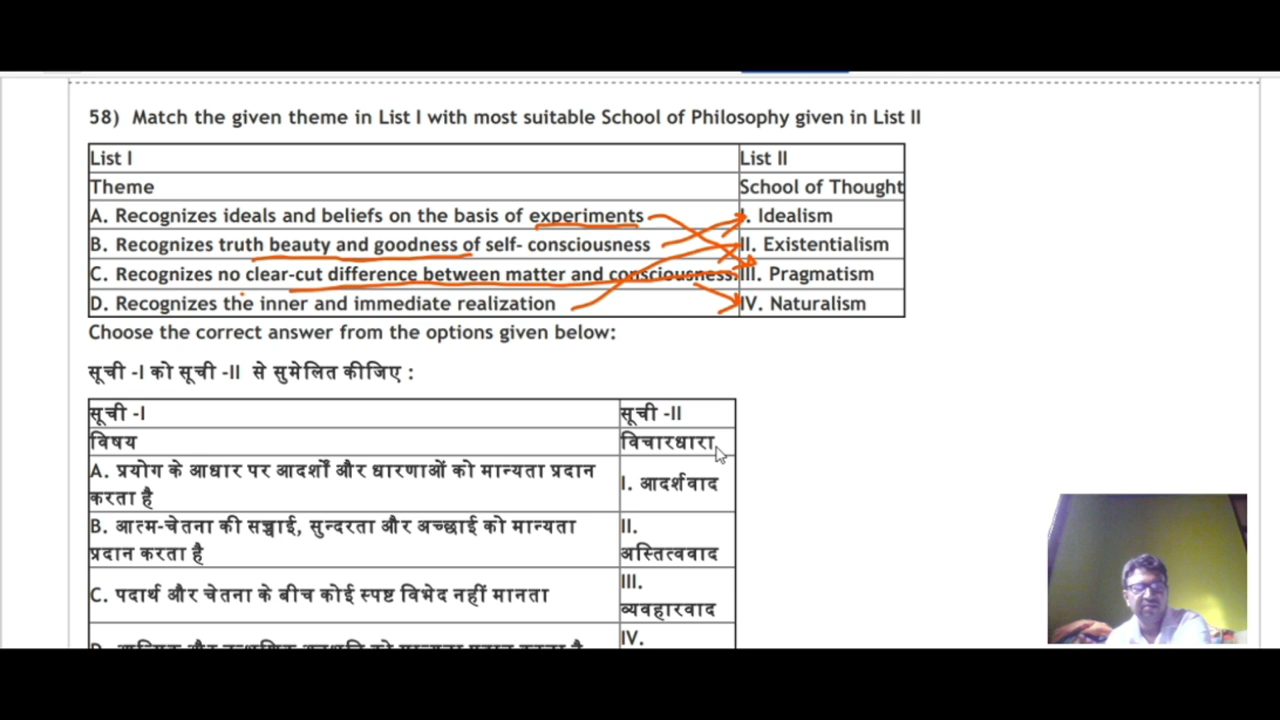 58) Match the given theme in List I with most suitable School of Philosophy given in List II
List I List II
Theme School of Thought
A. Recognizes ideals and beliefs on the basis of experiments I. Idealism
B. Recognizes truth beauty and goodness of self- consciousness II. Existentialism
C. Recognizes no clear-cut difference between matter and consciousness. III. Pragmatism
D. Recognizes the inner and immediate realization IV. Naturalism
Choose the correct answer from the options given below:
सूची -I को सूची -II से सुमेलित कीजिए :
सूची -I सूची -II
विषय विचारधारा
A. प्रयोग के आधार पर आदर्शों और धारणाओं को मान्यता प्रदान
करता है
I. आदर्शवाद
B. आत्म-चेतना की सच्चाई, सुन्दरता और अच्छाई को मान्यता
प्रदान करता है
II.
अस्तित्ववाद
C. पदार्थ और चेतना के बीच कोई स्पष्ट विभेद नहीं मानता
III.
व्यवहारवाद
IV.